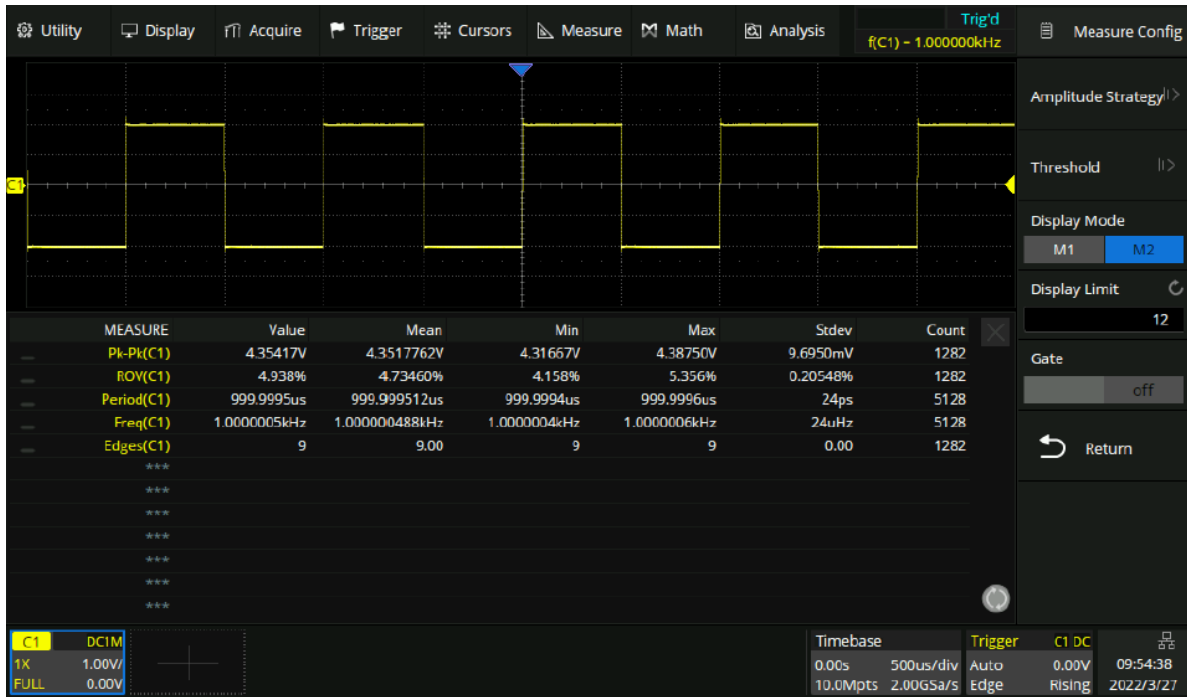 Utility Display Acquire Trigger Cursors Measure Math Analysis Trig'd
f(C1) = 1.000000kHz
Measure Config
Amplitude Strategy
Threshold
Display Mode
M1 M2
Display Limit
12
Gate
off
Return
C1
MEASURE Value Mean Min Max Stdev Count
Pk-Pk(C1) 4.35417V 4.3517762V 4.31667V 4.38750V 9.6950mV 1282
ROV(C1) 4.938% 4.73460% 4.158% 5.356% 0.20548% 1282
Period(C1) 999.9995us 999.999512us 999.9994us 999.9996us 24ps 5128
Freq(C1) 1.0000005kHz 1.000000488kHz 1.0000004kHz 1.0000006kHz 24uHz 5128
Edges(C1) 9 9.00 9 9 0.00 1282
***
***
***
***
***
***
***
C1 DC1M
1X 1.00V/
FULL 0.00V
Timebase
0.00s 500us/div
10.0Mpts 2.00GSa/s
Trigger C1 DC
Auto 0.00V
Edge Rising
09:54:38
2022/3/27